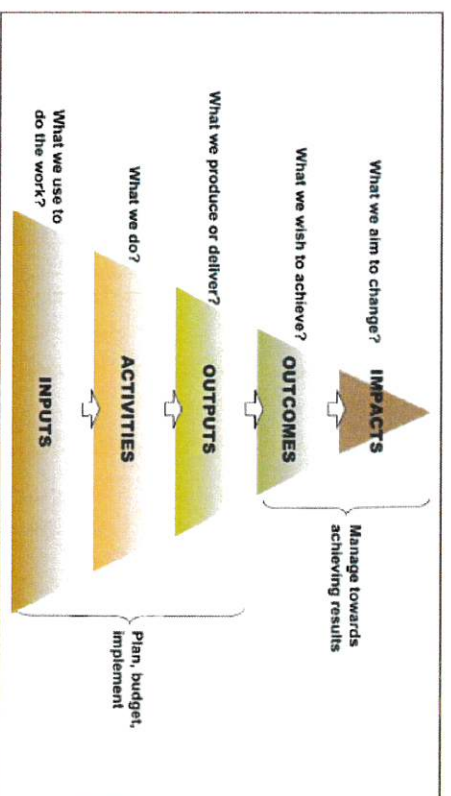 What we aim to change?
IMPACTS
Manage towards
achieving results
What we wish to achieve?
OUTCOMES
What we produce or deliver?
OUTPUTS
What we do?
ACTIVITIES
Plan, budget,
implement
What we use to
do the work?
INPUTS